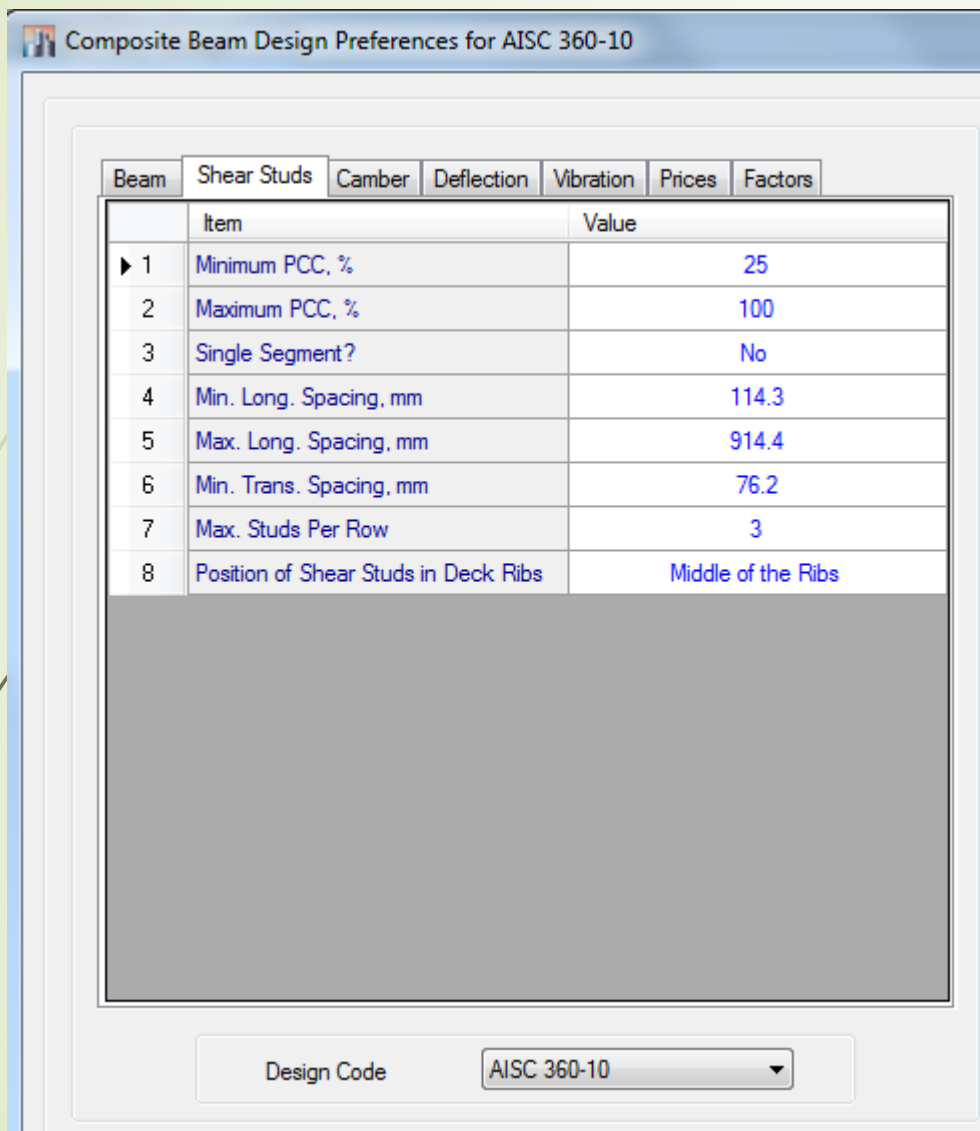 Composite Beam Design Preferences for AISC 360-10
Beam Shear Studs Camber Deflection Vibration Prices Factors
Item Value
1 Minimum PCC, % 25
2 Maximum PCC, % 100
3 Single Segment? No
4 Min. Long. Spacing, mm 114.3
5 Max. Long. Spacing, mm 914.4
6 Min. Trans. Spacing, mm 76.2
7 Max. Studs Per Row 3
8 Position of Shear Studs in Deck Ribs Middle of the Ribs
Design Code AISC 360-10